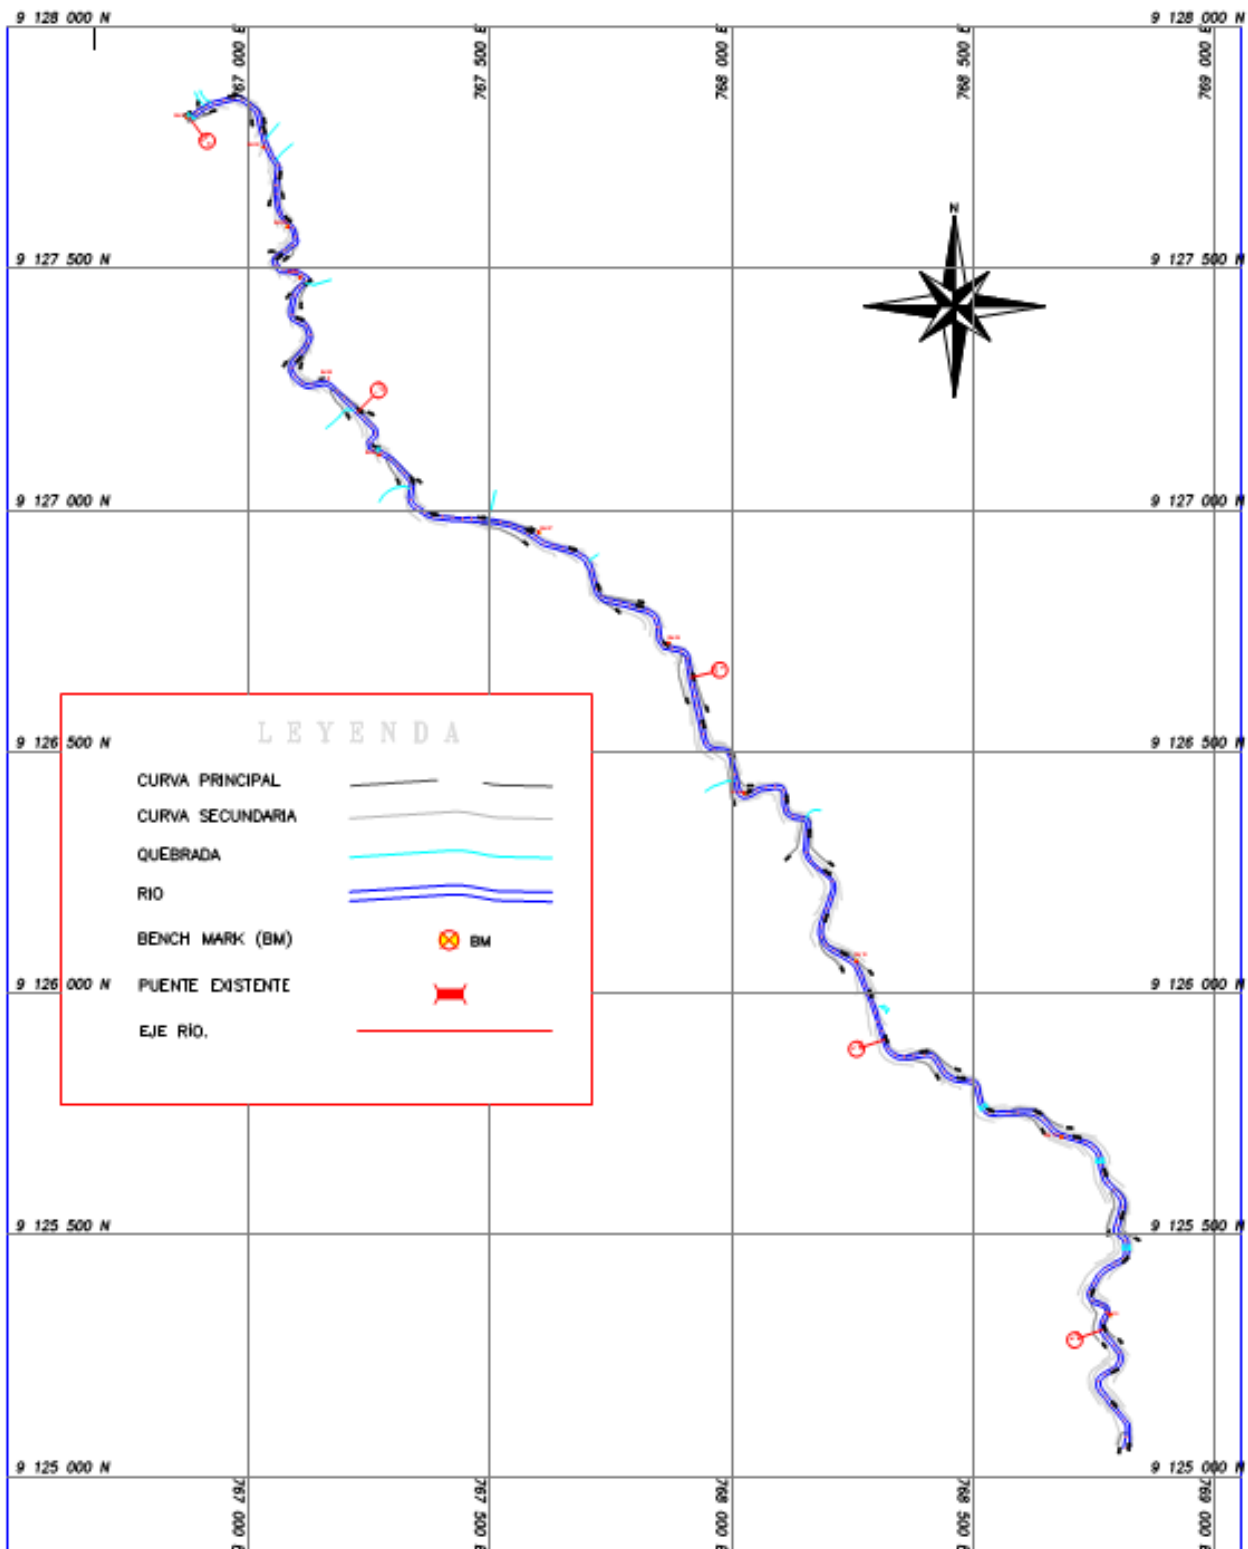 9 128 000 N
9 128 000 N
767 000 E
767 500 E
768 000 E
768 500 E
769 000 E
N
9 127 500 N
9 127 500 N
9 127 000 N
9 127 000 N
LEYENDA
9 126 500 N
9 126 500 N
CURVA PRINCIPAL
CURVA SECUNDARIA
QUEBRADA
RIO
BENCH MARK (BM)
BM
PUENTE EXISTENTE
9 126 000 N
9 126 000 N
EJE RÍO.
9 125 500 N
9 125 500 N
9 125 000 N
9 125 000 N
767 000 E
767 500 E
768 000 E
768 500 E
769 000 E